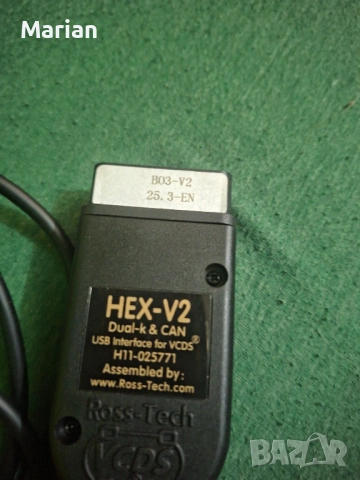 Marian
B03-V2
25.3-EN
HEX-V2
Dual-k & CAN
USB Interface for VCDS®
H11-025771
Assembled by:
www.Ross-Tech.com
Ross-Tech
VCDS
BAZAR